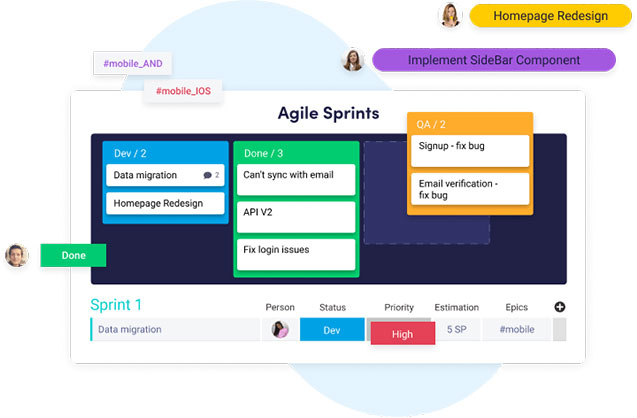 Homepage Redesign
Implement SideBar Component
#mobile_AND
#mobile_IOS
Agile Sprints
Dev / 2
Data migration 2
Homepage Redesign
Done / 3
Can't sync with email
API V2
Fix login issues
QA / 2
Signup - fix bug
Email verification -
fix bug
Done
Sprint 1 Person Status Priority Estimation Epics
Data migration Dev High 5 SP #mobile